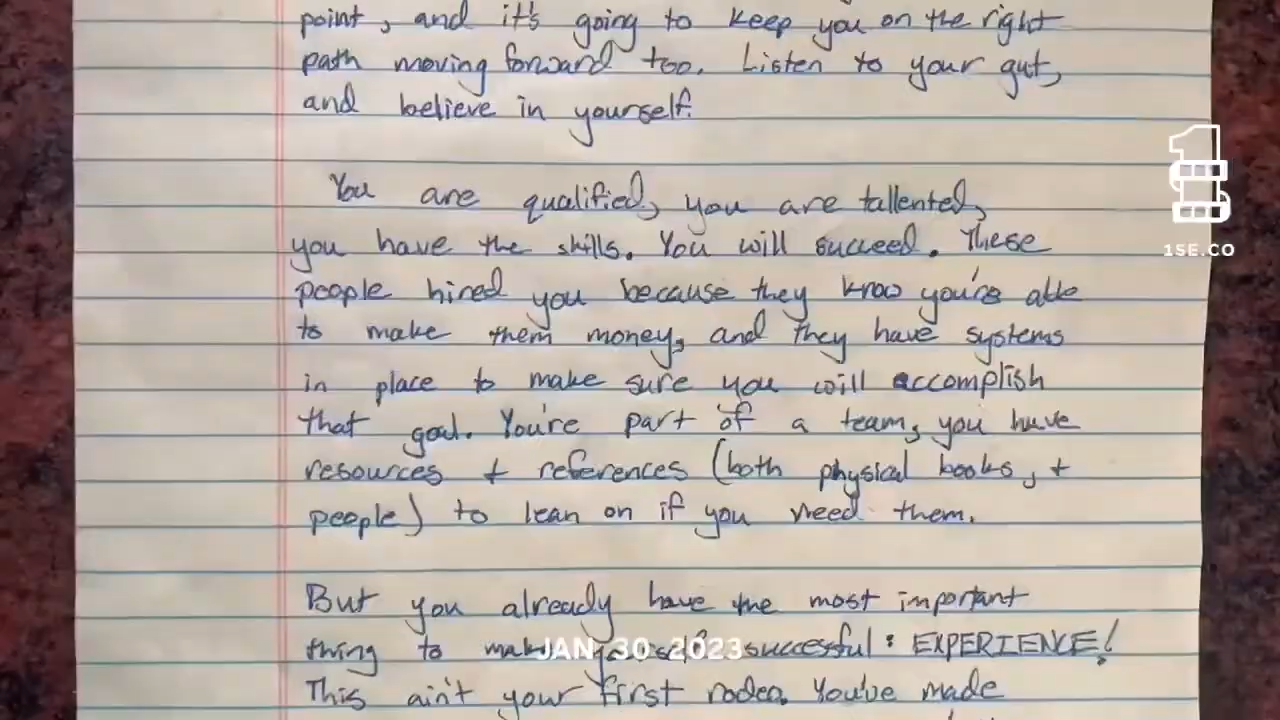 point, and it's going to keep you on the right
path moving forward too. Listen to your gut,
and believe in yourself.
You are qualified, you are tallented,
you have the skills. You will succeed. These
people hired you because they know you're able
to make them money, and they have systems
in place to make sure you will accomplish
that goal. You're part of a team, you have
resources + references (both physical books, +
people) to lean on if you need them.
But you already have the most important
thing to make yourself successful: EXPERIENCE!
This ain't your first rodeo. You've made
JAN 30 2023
1SE.CO